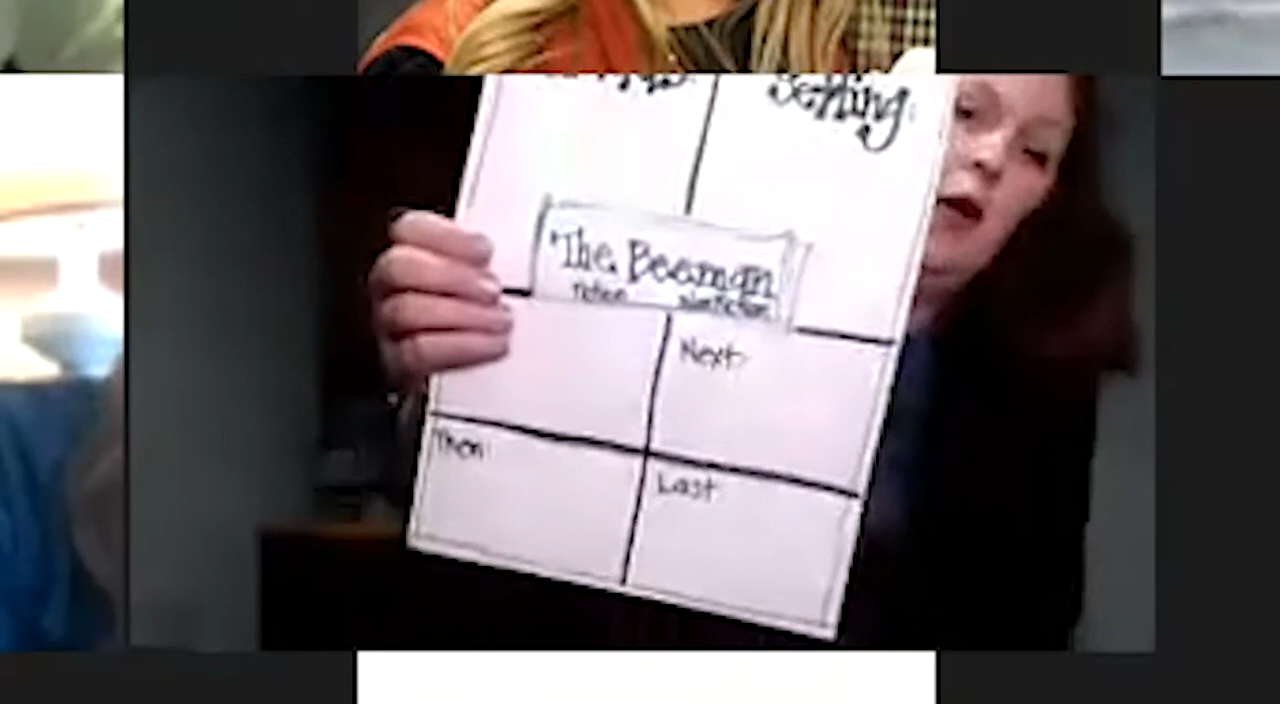 Setting:
The Beeman
fiction nonfiction
Next:
Then:
Last